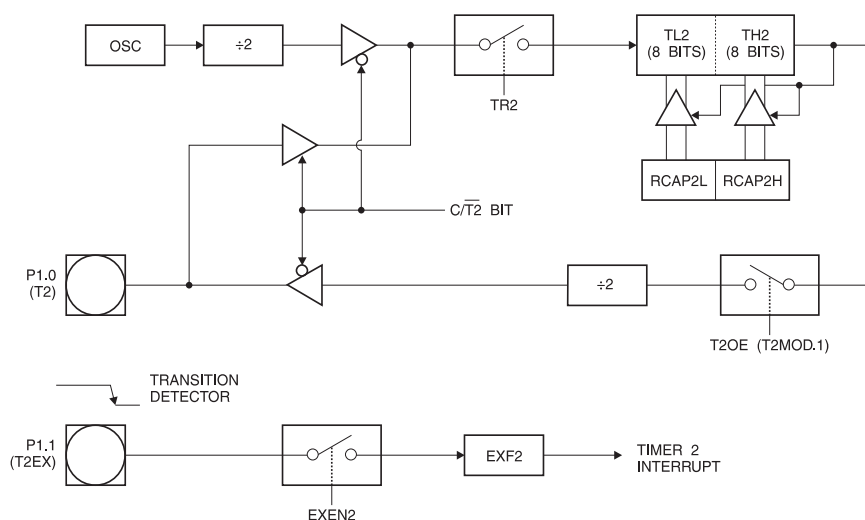 OSC
÷2
TR2
TL2
(8 BITS)
TH2
(8 BITS)
RCAP2L
RCAP2H
C/T2̅ BIT
P1.0
(T2)
÷2
T2OE (T2MOD.1)
TRANSITION
DETECTOR
P1.1
(T2EX)
EXEN2
EXF2
TIMER 2
INTERRUPT